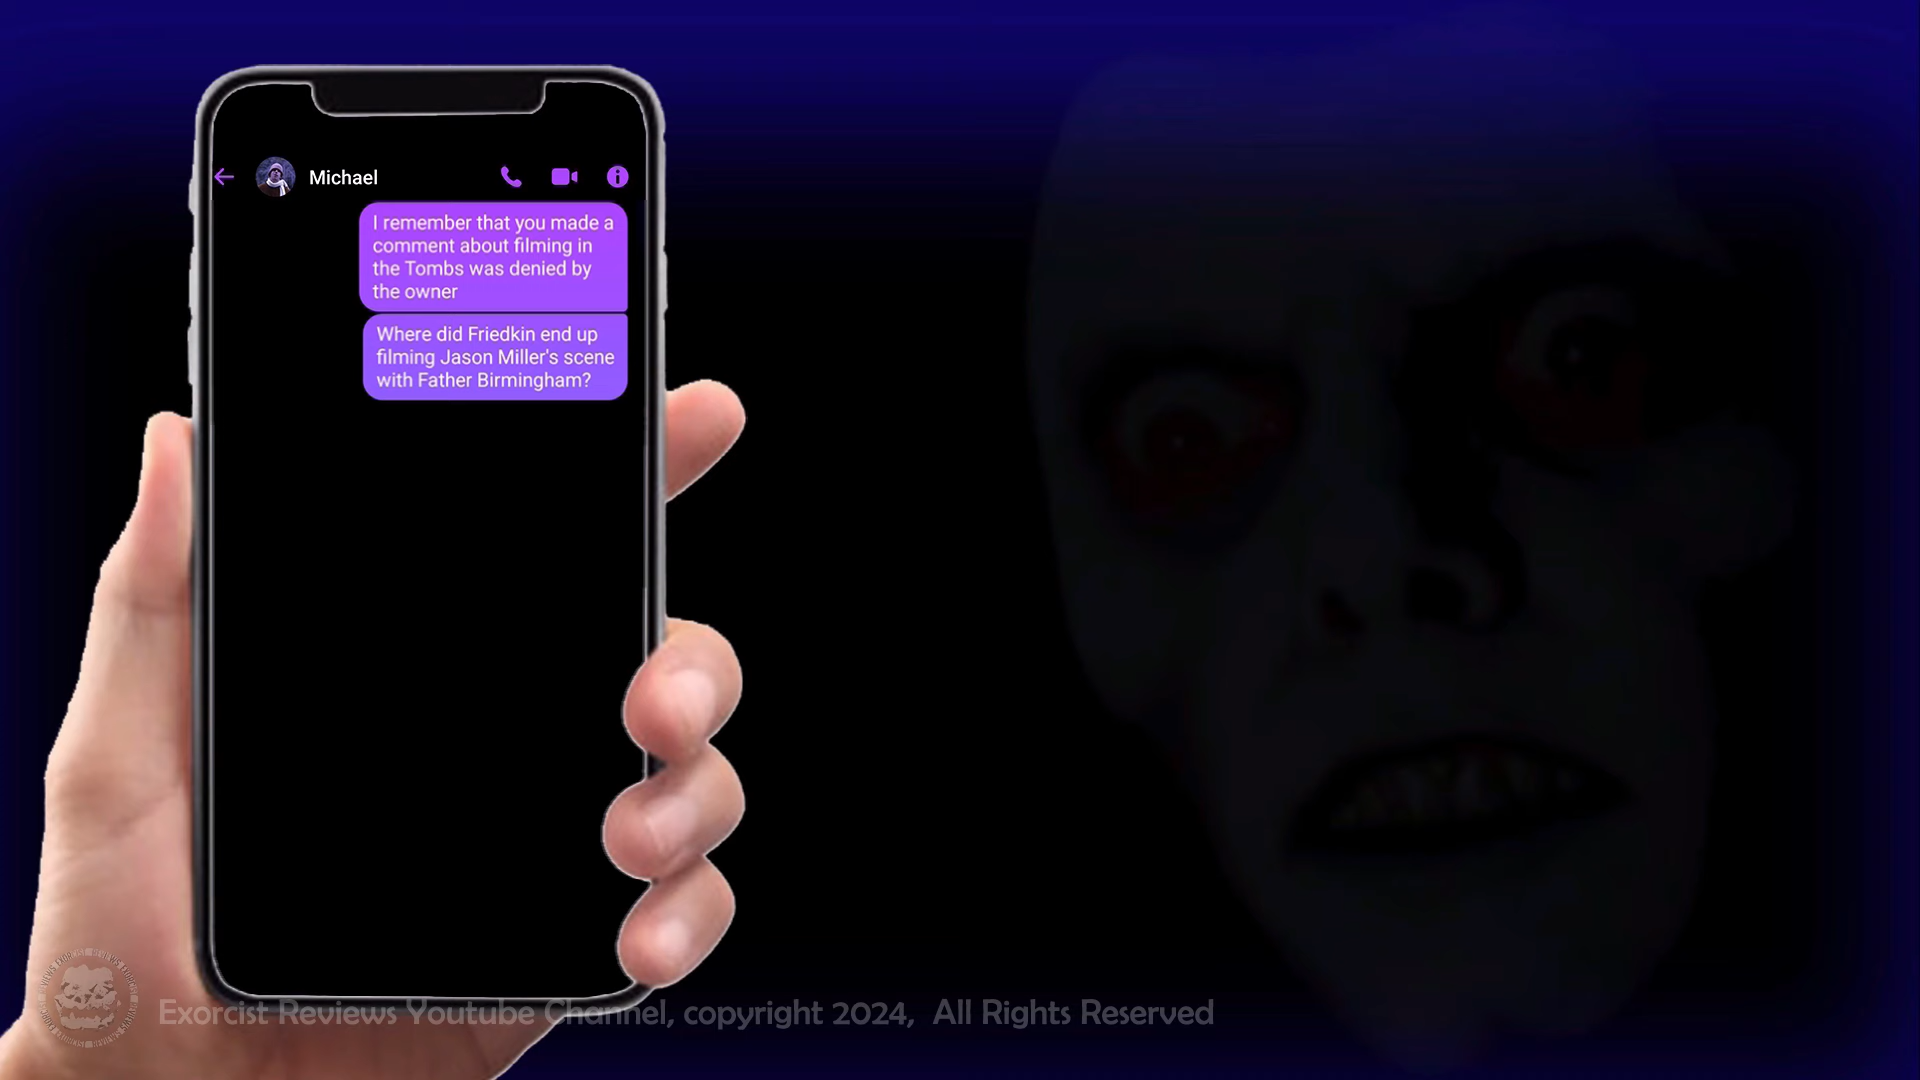 Michael
I remember that you made a
comment about filming in
the Tombs was denied by
the owner
Where did Friedkin end up
filming Jason Miller's scene
with Father Birmingham?
Exorcist Reviews Youtube Channel, copyright 2024, All Rights Reserved